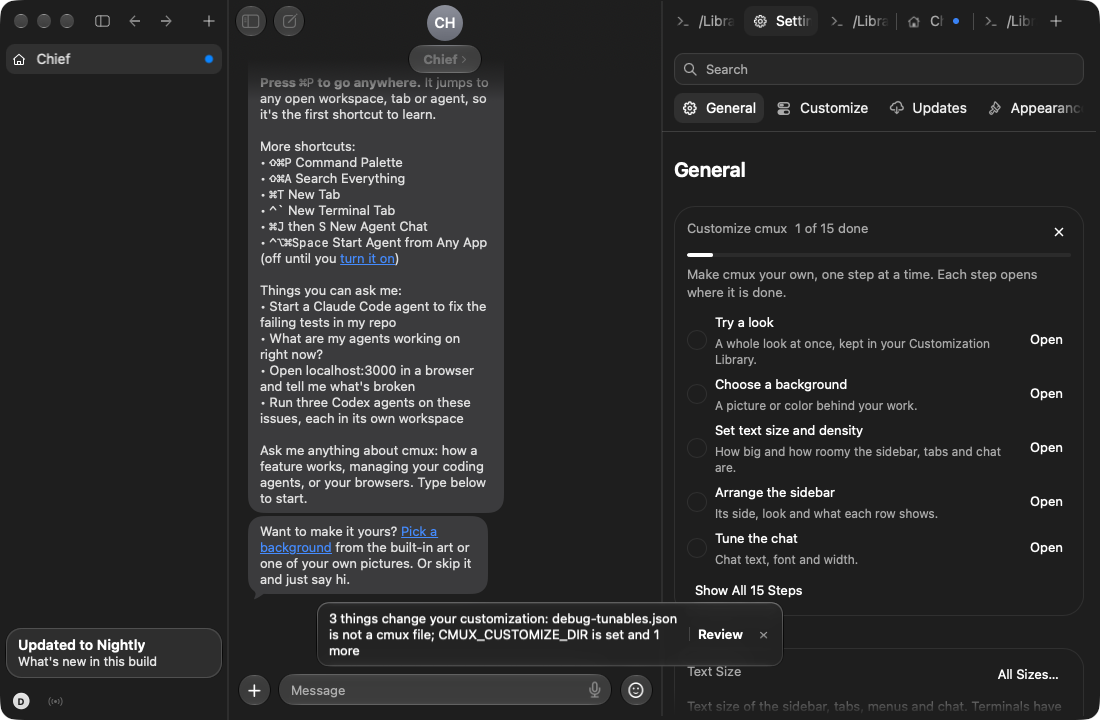 Chief
Updated to Nightly
What's new in this build
D
CH
Chief ›
Press ⌘P to go anywhere. It jumps to
any open workspace, tab or agent, so
it's the first shortcut to learn.
More shortcuts:
• ⇧⌘P Command Palette
• ⇧⌘A Search Everything
• ⌘T New Tab
• ^` New Terminal Tab
• ⌘J then S New Agent Chat
• ^⌥⌘Space Start Agent from Any App
(off until you turn it on)
Things you can ask me:
• Start a Claude Code agent to fix the
failing tests in my repo
• What are my agents working on
right now?
• Open localhost:3000 in a browser
and tell me what's broken
• Run three Codex agents on these
issues, each in its own workspace
Ask me anything about cmux: how a
feature works, managing your coding
agents, or your browsers. Type below
to start.
Want to make it yours? Pick a
background from the built-in art or
one of your own pictures. Or skip it
and just say hi.
3 things change your customization: debug-tunables.json
is not a cmux file; CMUX_CUSTOMIZE_DIR is set and 1
more
Review
Message
/Libra Settin /Libra Ch /Libr
Search
General Customize Updates Appearanc
General
Customize cmux 1 of 15 done
Make cmux your own, one step at a time. Each step opens
where it is done.
Try a look
A whole look at once, kept in your Customization
Library.
Open
Choose a background
A picture or color behind your work.
Open
Set text size and density
How big and how roomy the sidebar, tabs and chat
are.
Open
Arrange the sidebar
Its side, look and what each row shows.
Open
Tune the chat
Chat text, font and width.
Open
Show All 15 Steps
Text Size
All Sizes...
Text size of the sidebar, tabs, menus and chat. Terminals have